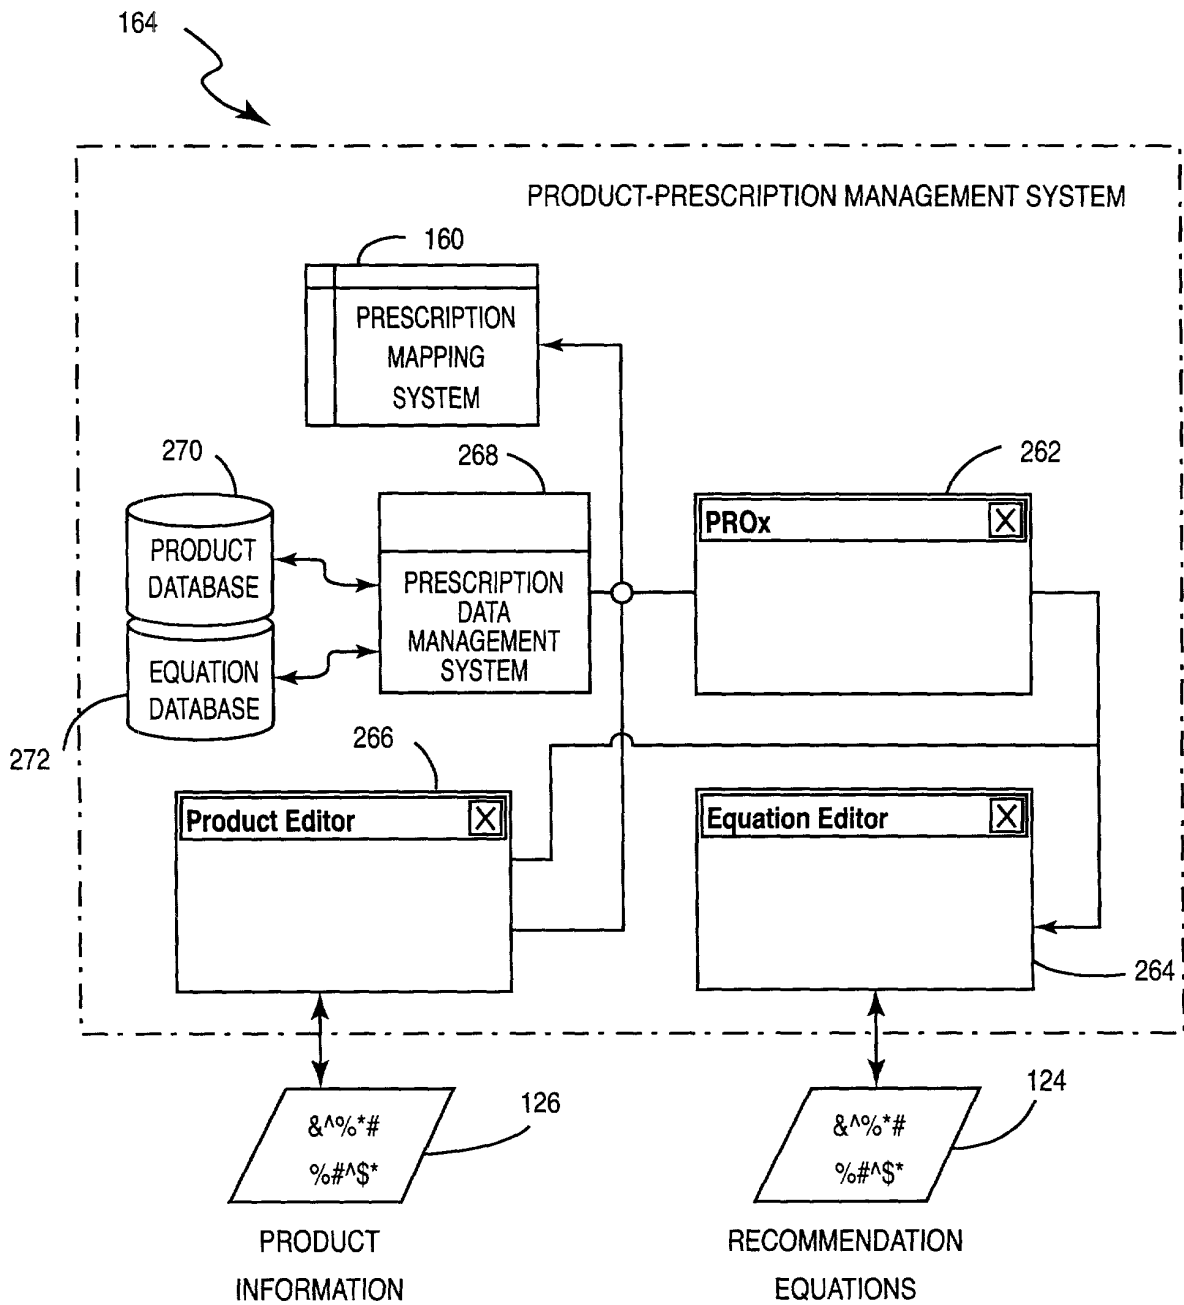 164
PRODUCT-PRESCRIPTION MANAGEMENT SYSTEM
160
PRESCRIPTION
MAPPING
SYSTEM
270
268
262
PRODUCT
DATABASE
PRESCRIPTION
DATA
MANAGEMENT
SYSTEM
PROx
X
EQUATION
DATABASE
272
266
Product Editor
X
Equation Editor
X
264
126
&^%*#
%#^$*
124
&^%*#
%#^$*
PRODUCT
INFORMATION
RECOMMENDATION
EQUATIONS